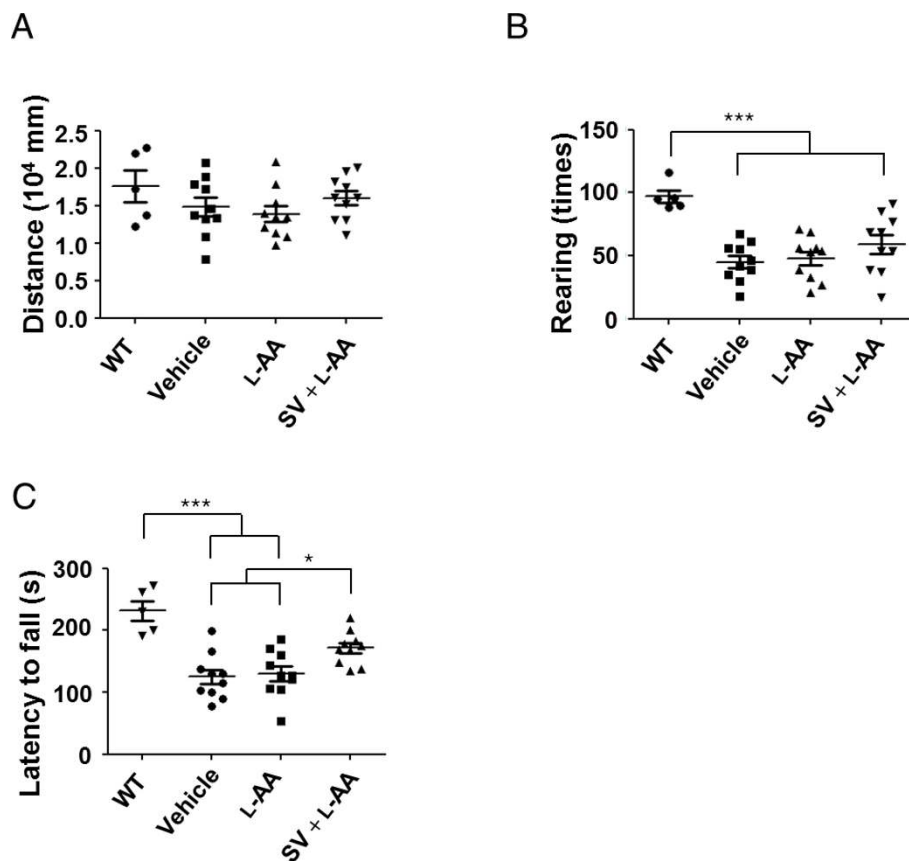 A
Distance (10⁴ mm)
2.5
2.0
1.5
1.0
0.5
0.0
WT
Vehicle
L-AA
SV + L-AA
B
Rearing (times)
150
100
50
0
***
WT
Vehicle
L-AA
SV + L-AA
C
Latency to fall (s)
300
200
100
0
***
*
WT
Vehicle
L-AA
SV + L-AA